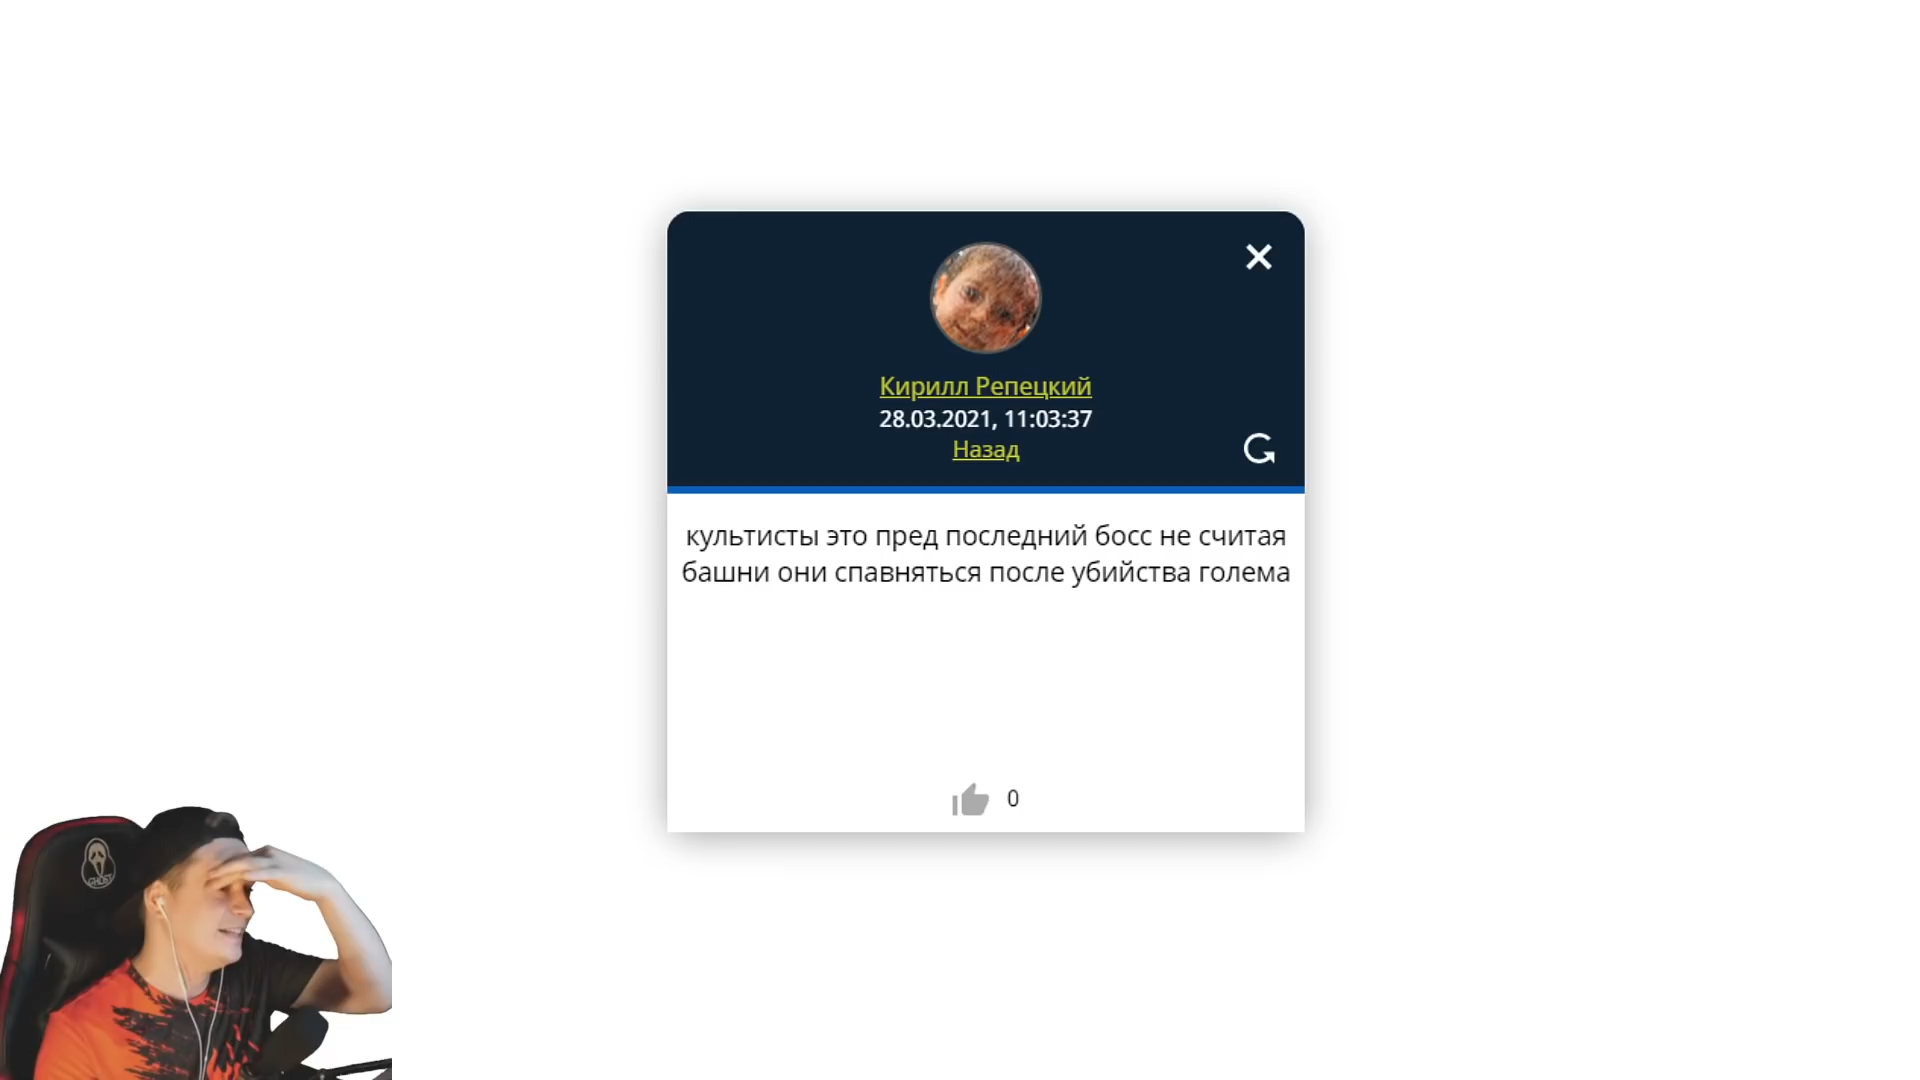 Кирилл Репецкий
28.03.2021, 11:03:37
Назад
культисты это пред последний босс не считая
башни они спавняться после убийства голема
0
GHOST